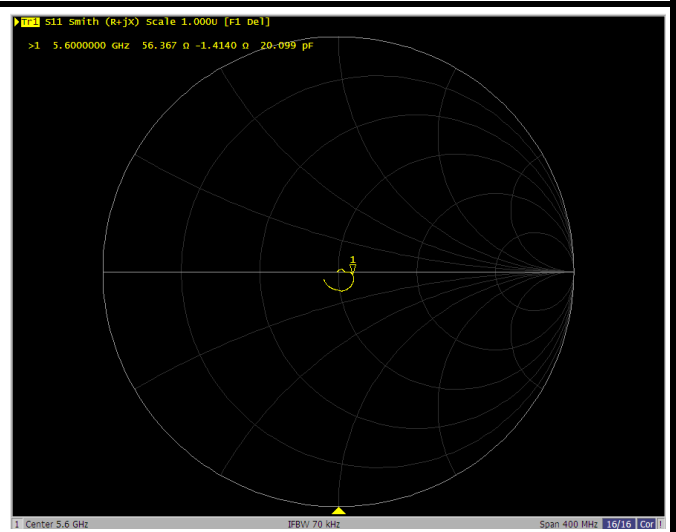 Tr1 S11 Smith (R+jX) Scale 1.000U [F1 Del]
>1 5.6000000 GHz 56.367 Ω -1.4140 Ω 20.099 pF
1
1 Center 5.6 GHz IFBW 70 kHz Span 400 MHz 16/16 Cor !